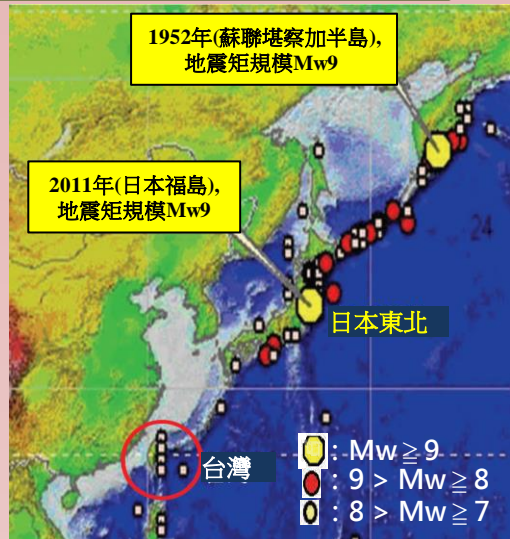 1952年(蘇聯堪察加半島),
地震矩規模Mw9
2011年(日本福島),
地震矩規模Mw9
24
日本東北
台灣
: Mw≧9
: 9 > Mw≧8
: 8 > Mw≧7